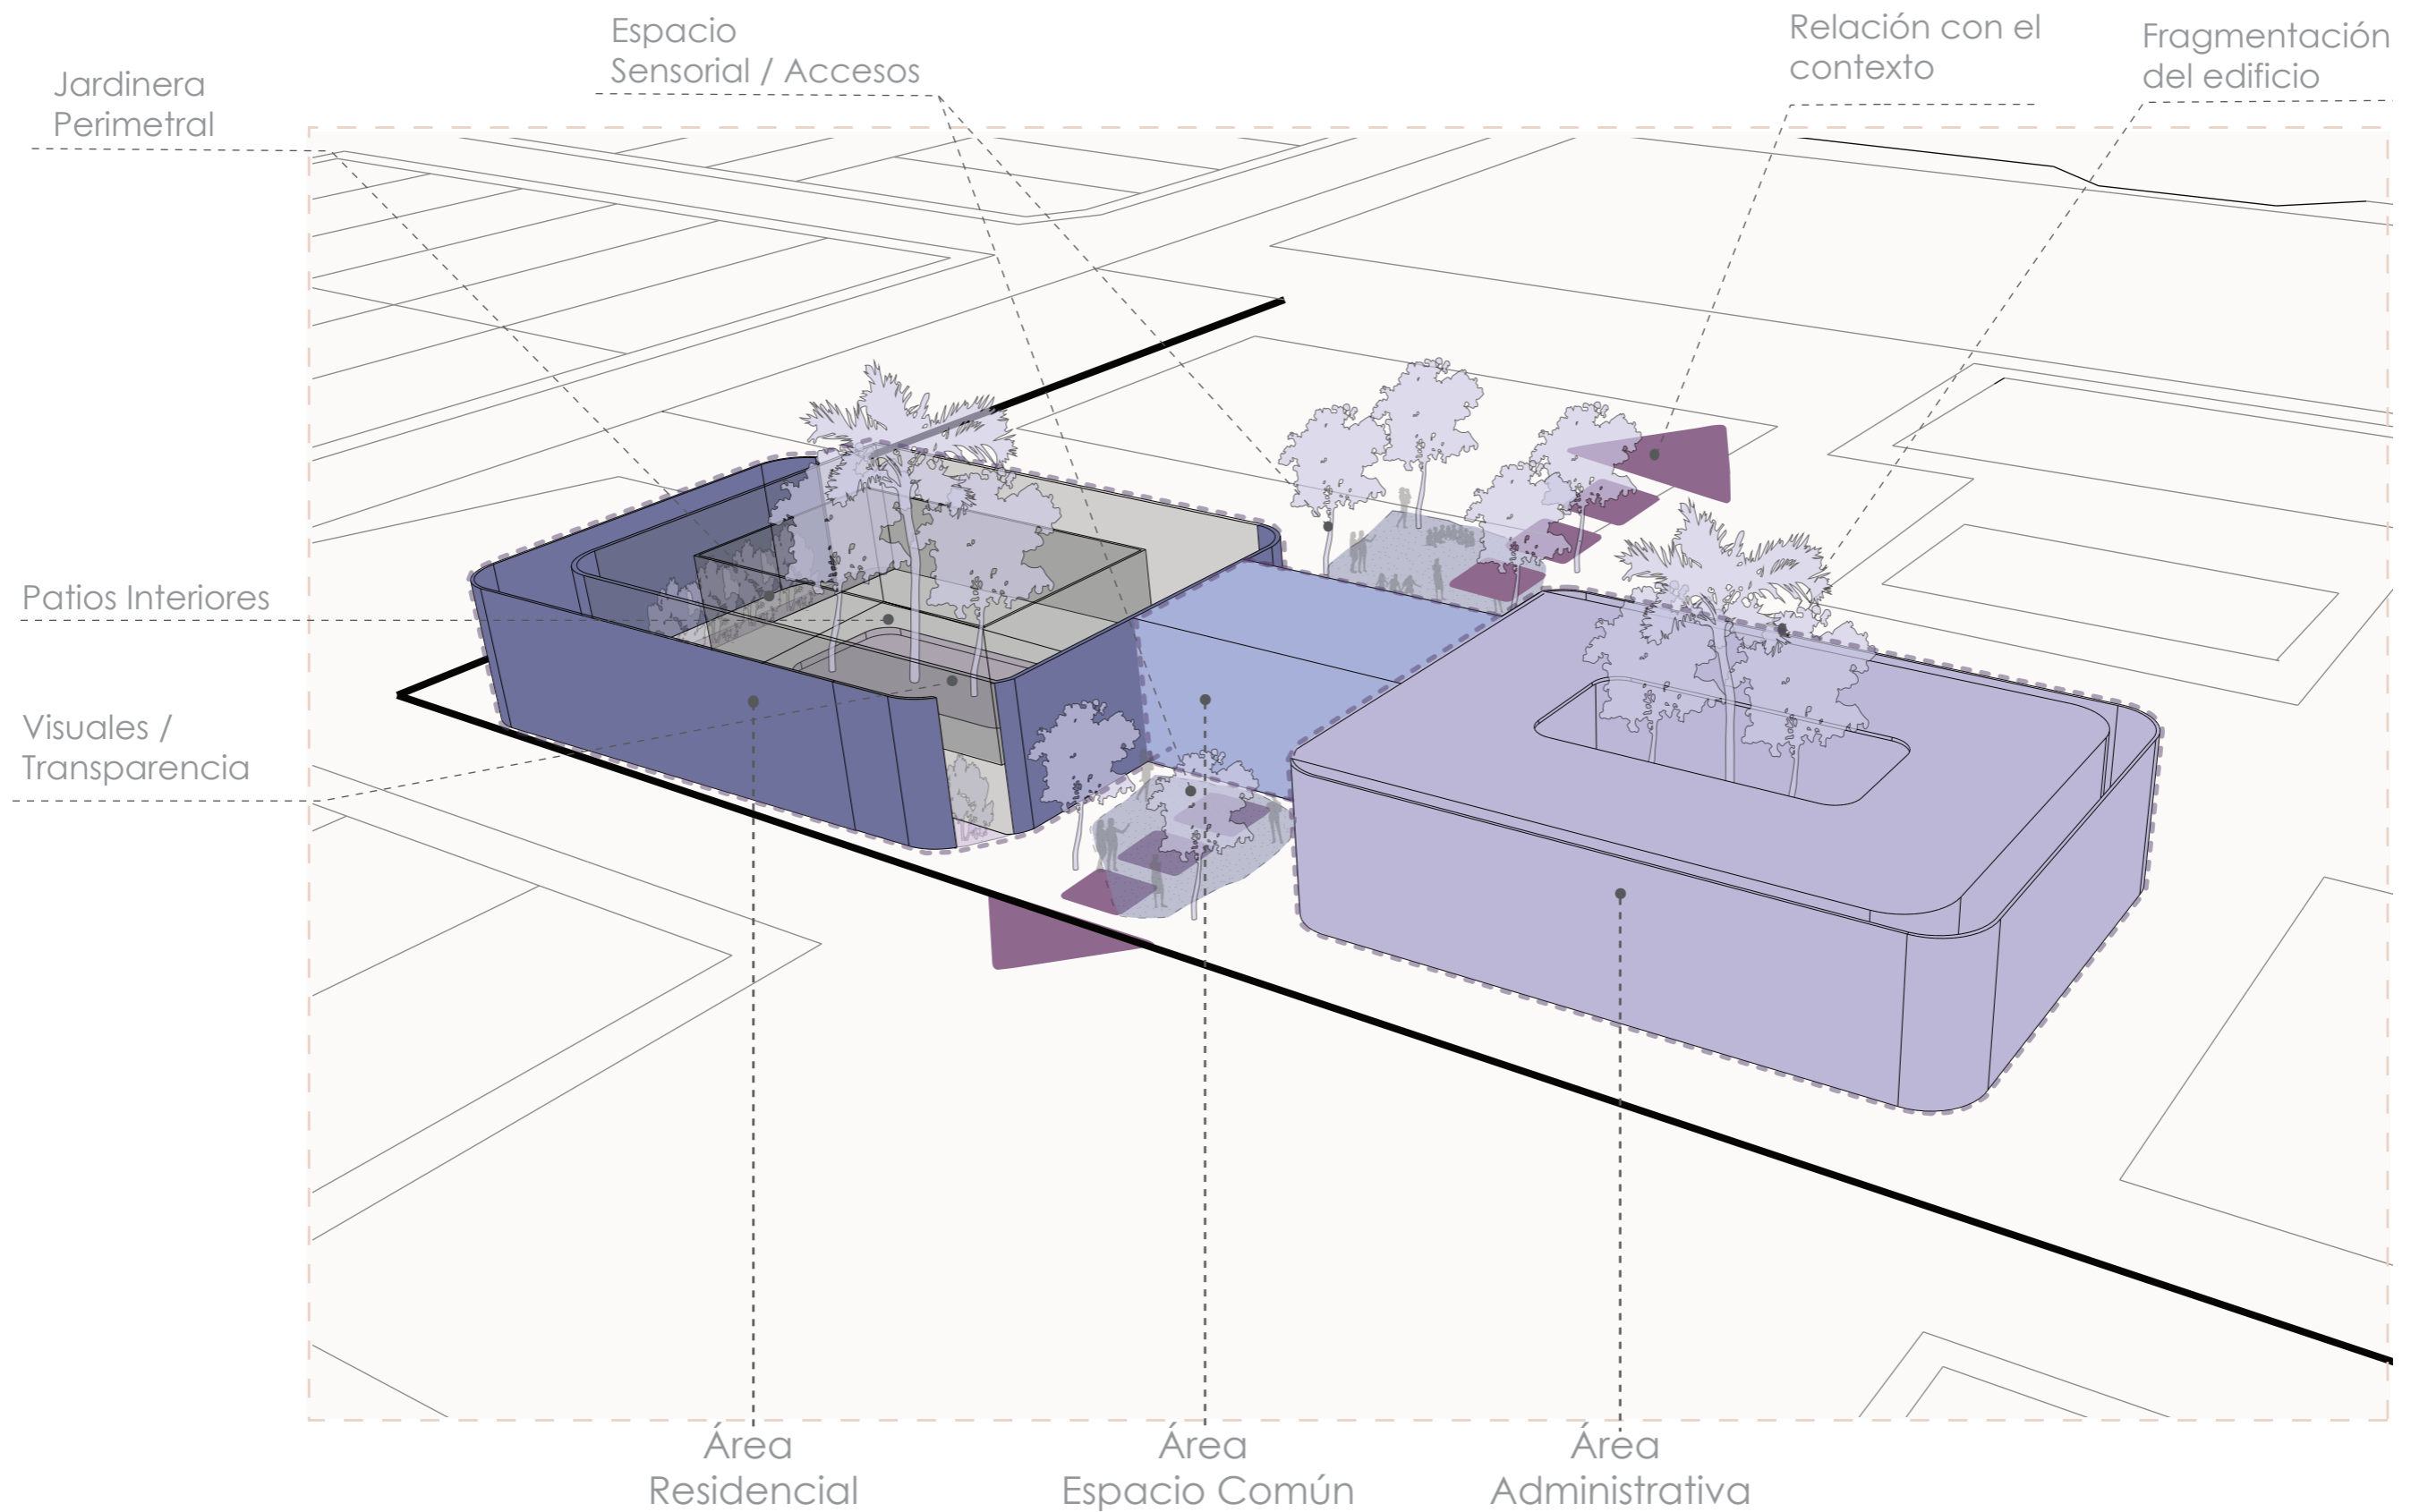 Espacio
Sensorial / Accesos
Relación con el
contexto
Fragmentación
del edificio
Jardinera
Perimetral
Patios Interiores
Visuales /
Transparencia
Área
Residencial
Área
Espacio Común
Área
Administrativa